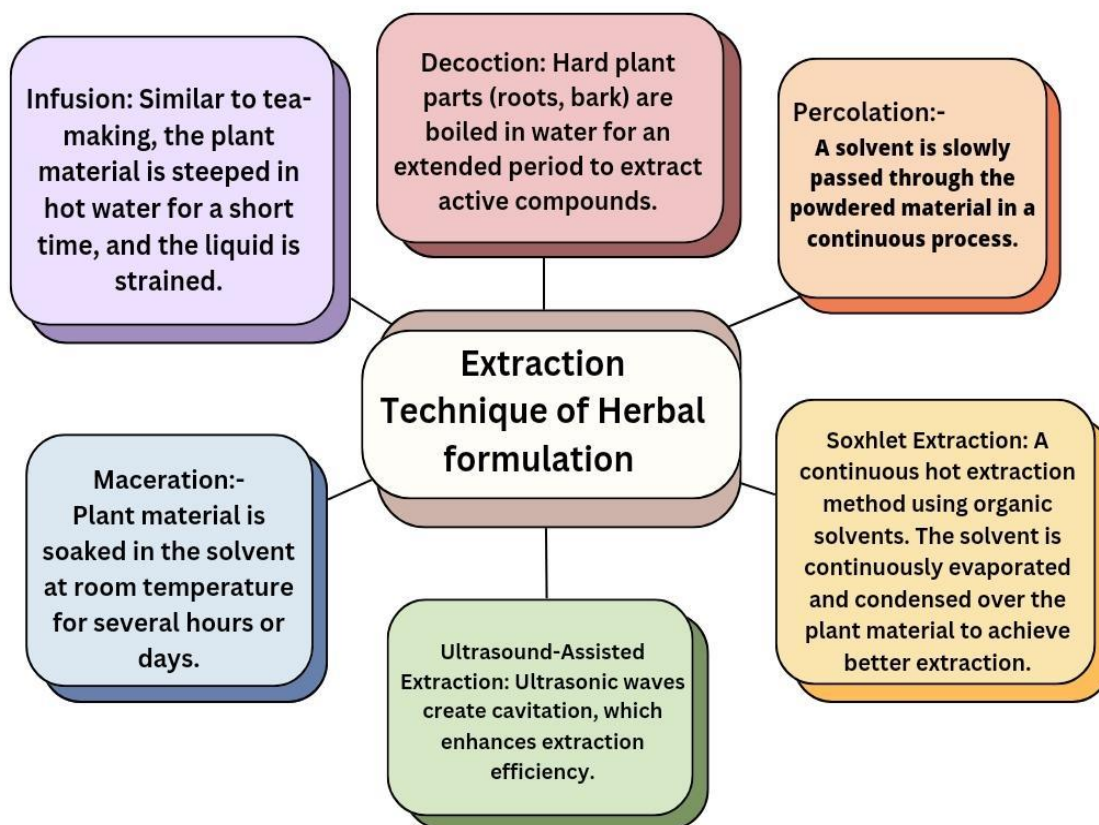 Infusion: Similar to tea-
making, the plant
material is steeped in
hot water for a short
time, and the liquid is
strained.
Decoction: Hard plant
parts (roots, bark) are
boiled in water for an
extended period to extract
active compounds.
Percolation:-
A solvent is slowly
passed through the
powdered material in a
continuous process.
Extraction
Technique of Herbal
formulation
Maceration:-
Plant material is
soaked in the solvent
at room temperature
for several hours or
days.
Ultrasound-Assisted
Extraction: Ultrasonic waves
create cavitation, which
enhances extraction
efficiency.
Soxhlet Extraction: A
continuous hot extraction
method using organic
solvents. The solvent is
continuously evaporated
and condensed over the
plant material to achieve
better extraction.